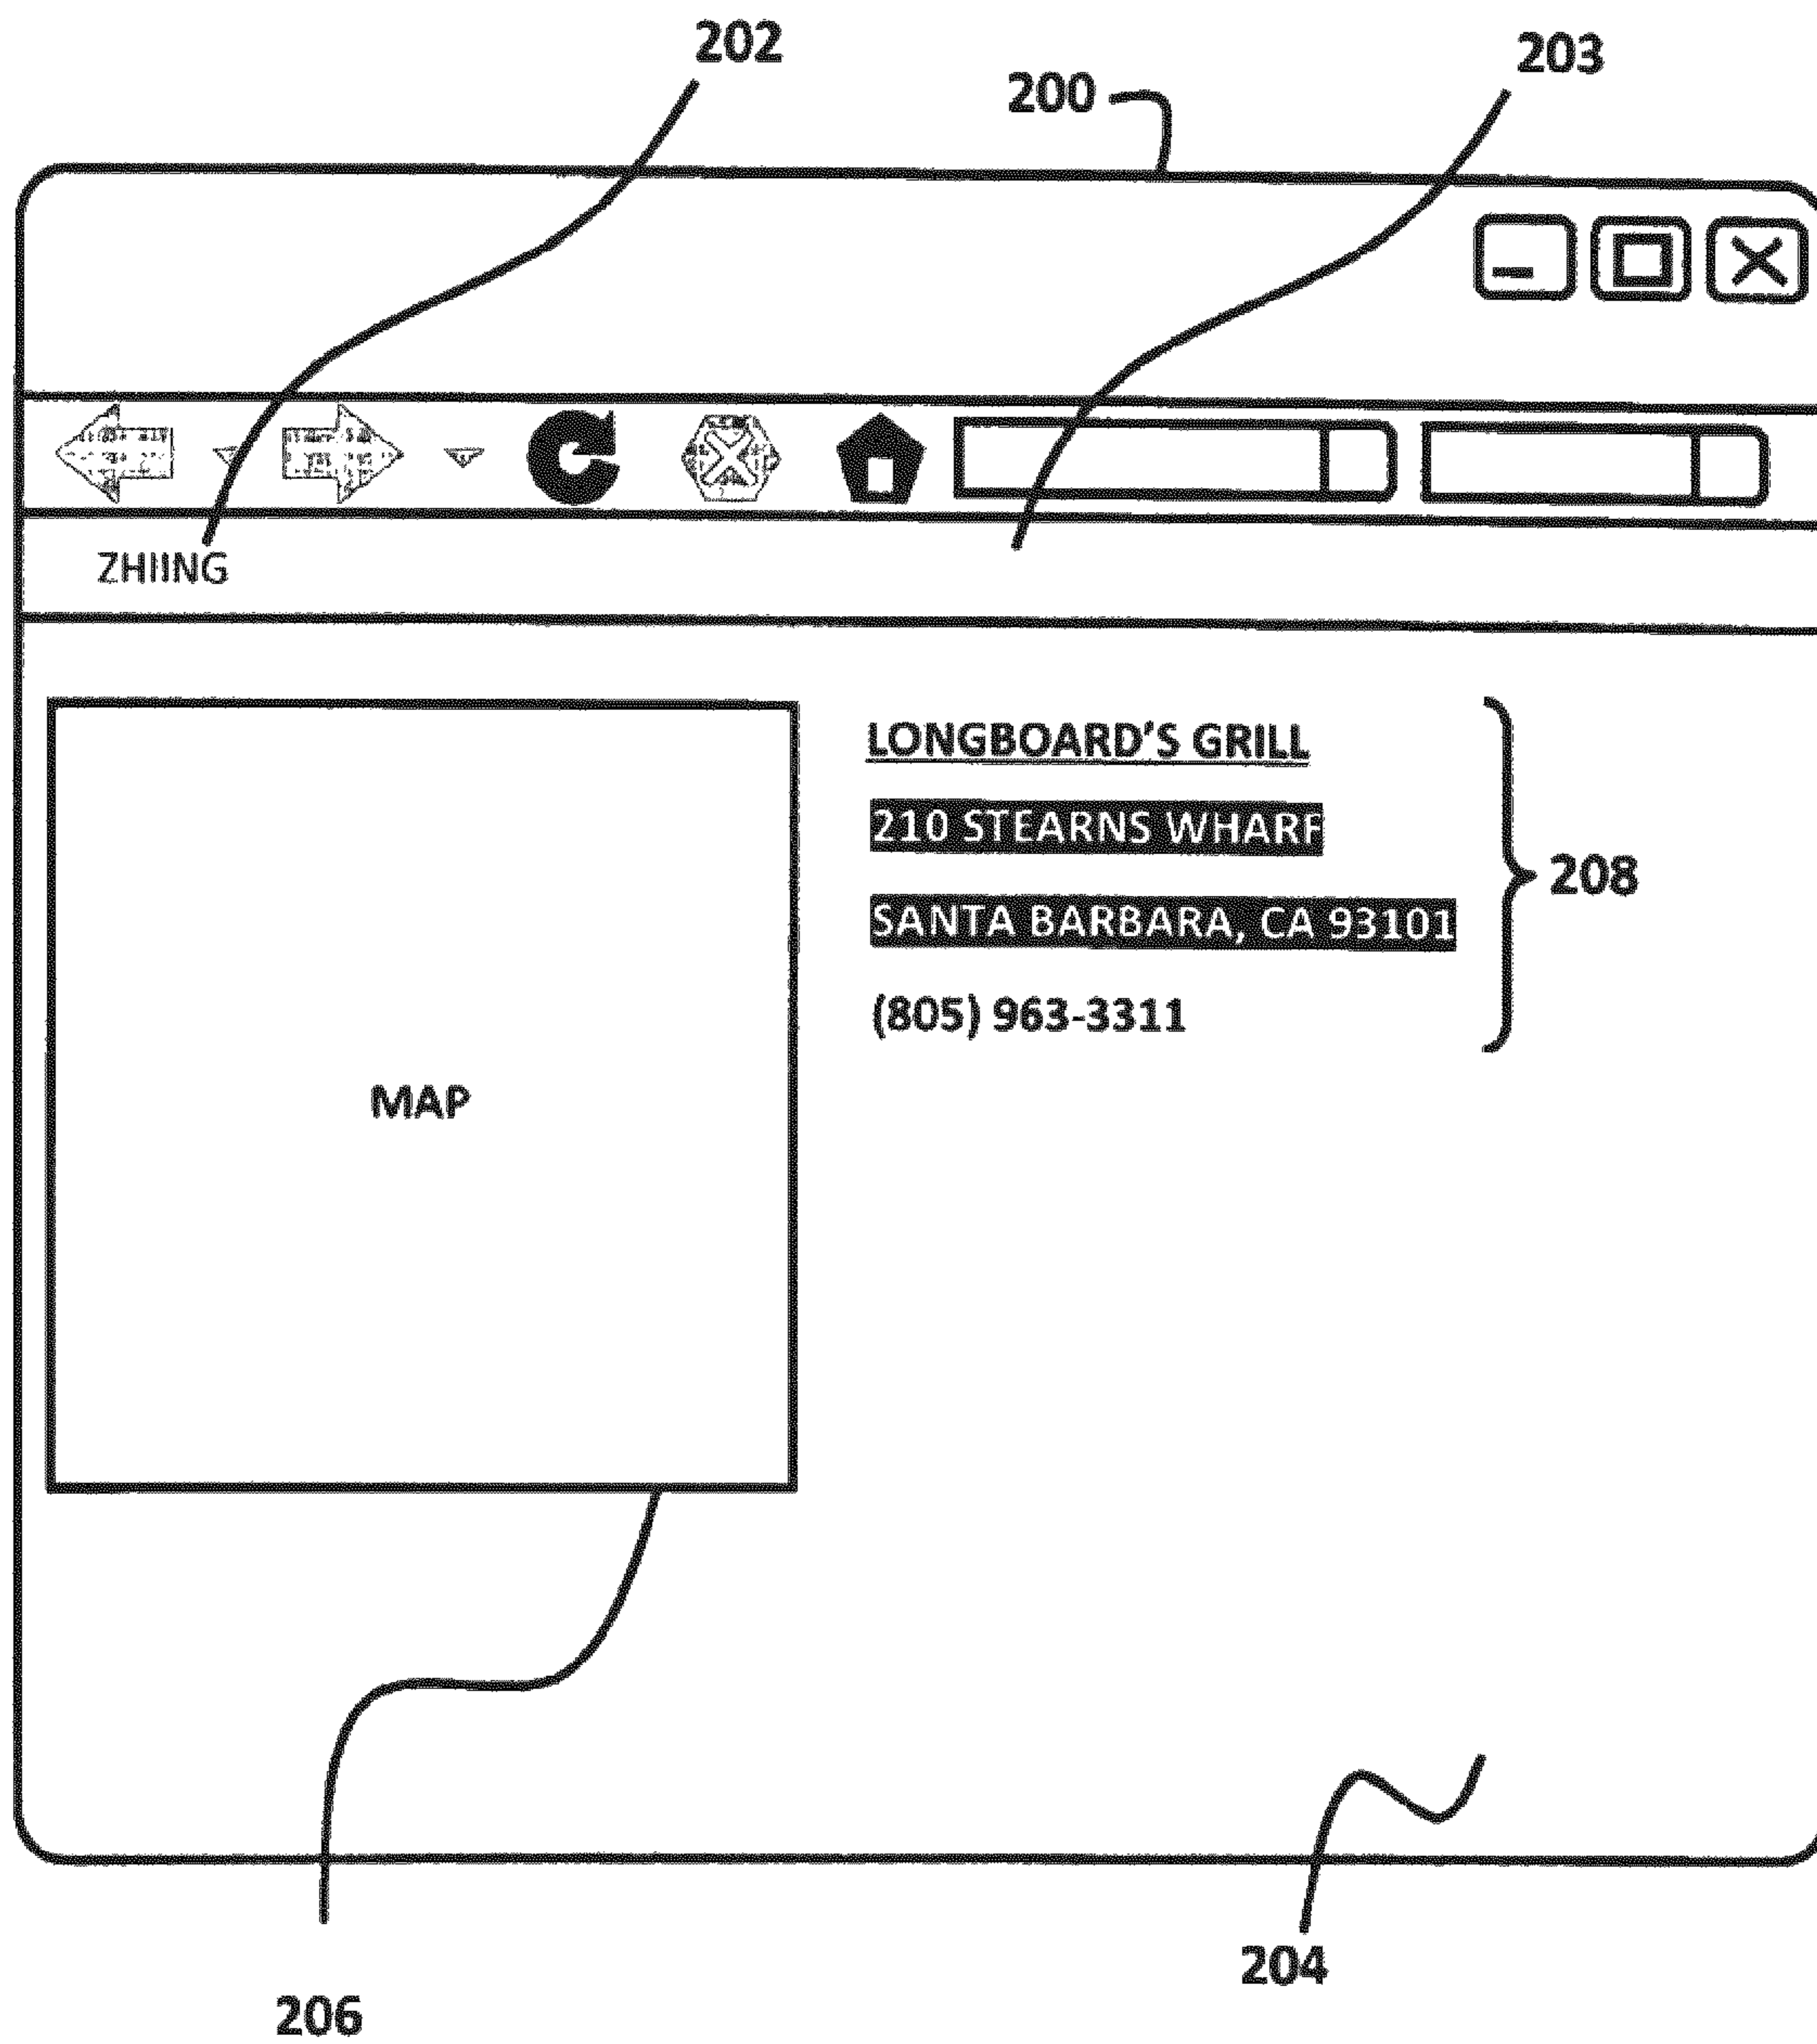 202
203
200
ZHIING
LONGBOARD'S GRILL
210 STEARNS WHARF
208
SANTA BARBARA, CA 93101
(805) 963-3311
MAP
204
206